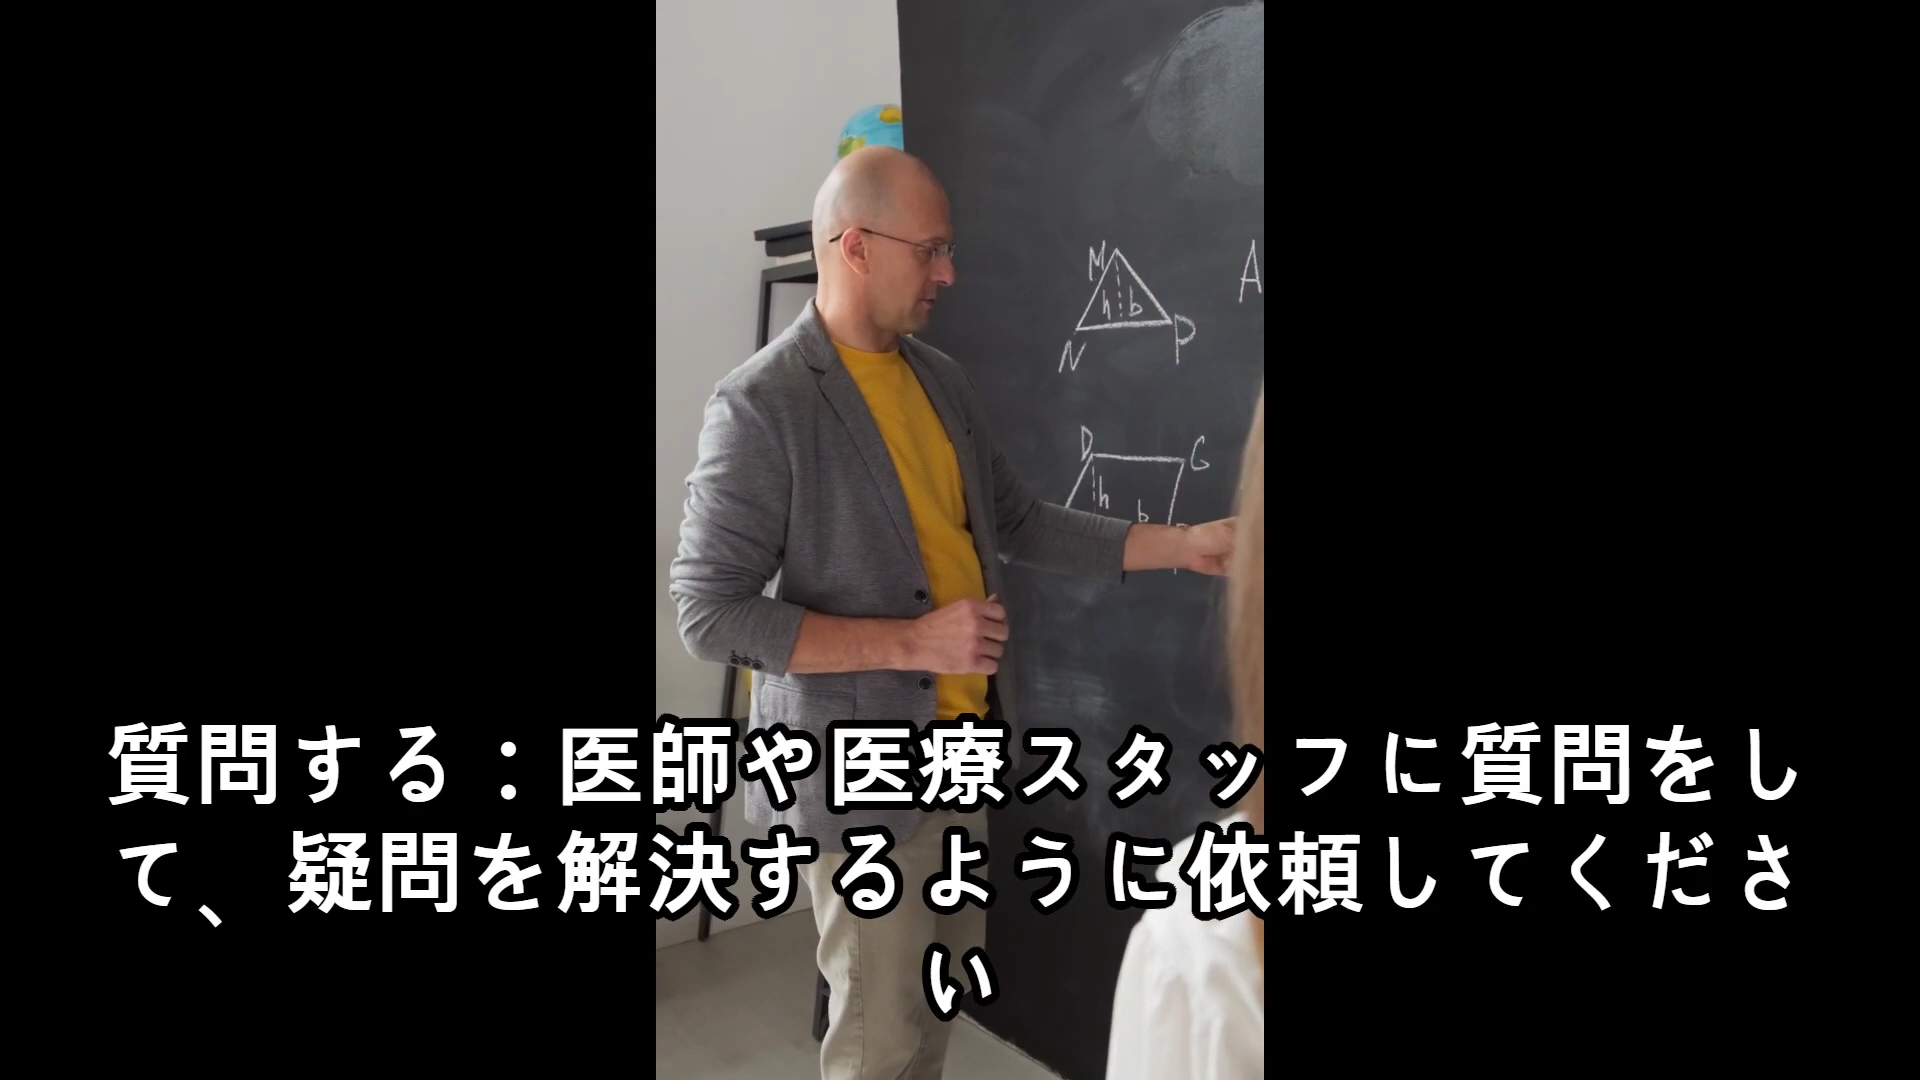 M
A
h b
N P
D G
h
b
質問する：医師や医療スタッフに質問をし
て、疑問を解決するように依頼してくださ
い